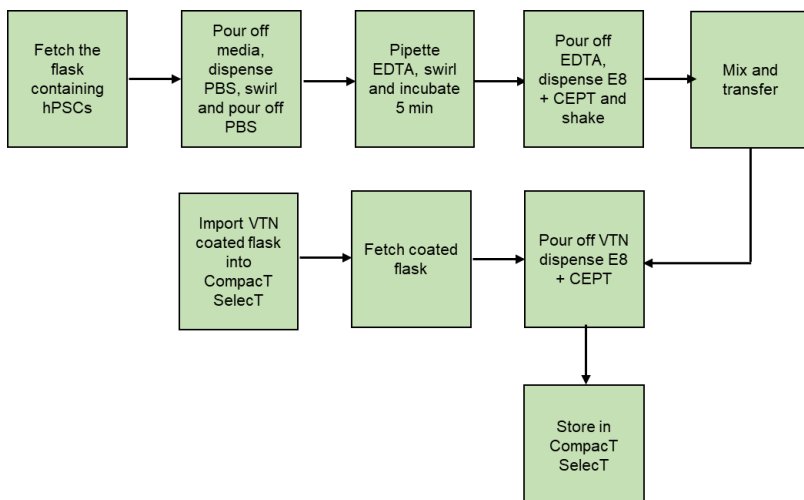 Fetch the
flask
containing
hPSCs
Pour off
media,
dispense
PBS, swirl
and pour off
PBS
Pipette
EDTA, swirl
and incubate
5 min
Pour off
EDTA,
dispense E8
+ CEPT and
shake
Mix and
transfer
Import VTN
coated flask
into
CompacT
SelecT
Fetch coated
flask
Pour off VTN
dispense E8
+ CEPT
Store in
CompacT
SelecT